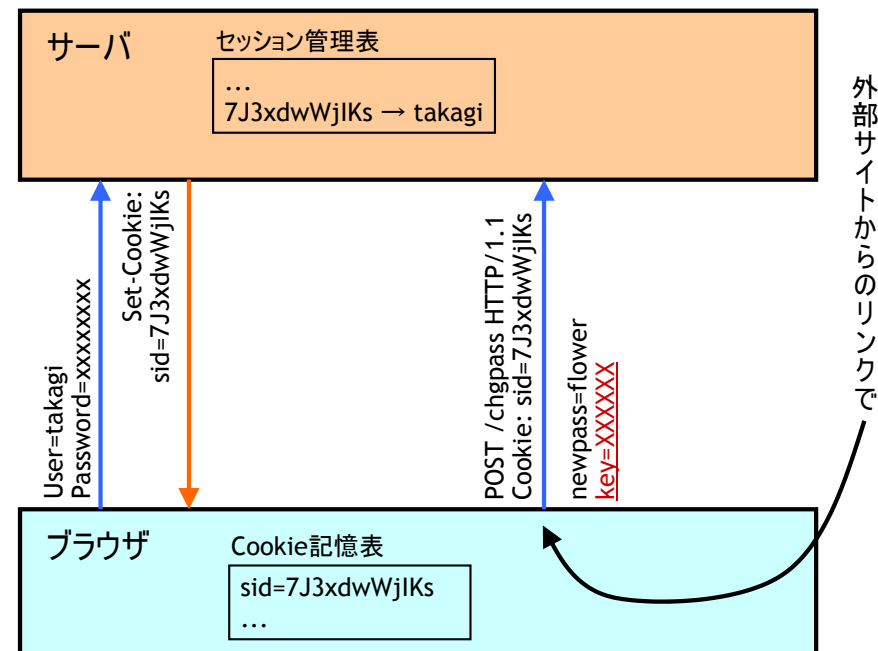 サーバ
セッション管理表
...
7J3xdwWjIKs → takagi
User=takagi
Password=xxxxxxxx
Set-Cookie:
sid=7J3xdwWjIKs
POST /chgpass HTTP/1.1
Cookie: sid=7J3xdwWjIKs
newpass=flower
key=XXXXXX
外部サイトからのリンクで
ブラウザ
Cookie記憶表
sid=7J3xdwWjIKs
...